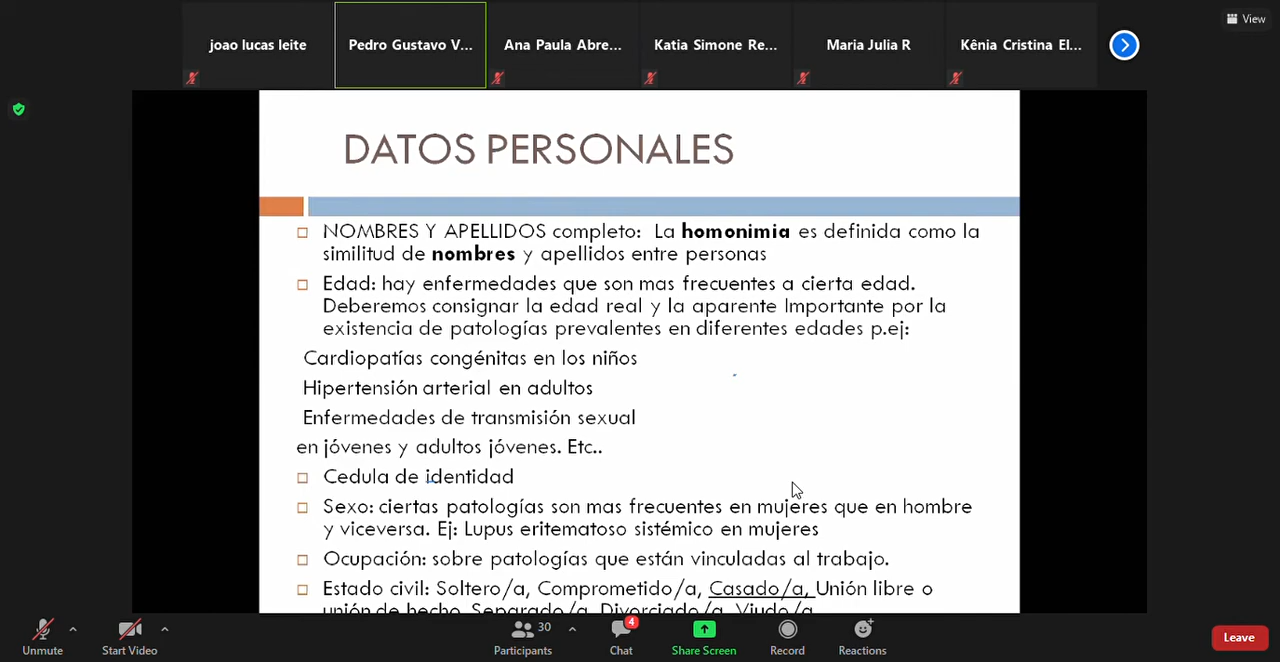 View
joao lucas leite
Pedro Gustavo V...
Ana Paula Abre...
Katia Simone Re...
Maria Julia R
Kênia Cristina El...
DATOS PERSONALES
NOMBRES Y APELLIDOS completo: La homonimia es definida como la
similitud de nombres y apellidos entre personas
Edad: hay enfermedades que son mas frecuentes a cierta edad.
Deberemos consignar la edad real y la aparente Importante por la
existencia de patologías prevalentes en diferentes edades p.ej:
Cardiopatías congénitas en los niños
Hipertensión arterial en adultos
Enfermedades de transmisión sexual
en jóvenes y adultos jóvenes. Etc..
Cedula de identidad
Sexo: ciertas patologías son mas frecuentes en mujeres que en hombre
y viceversa. Ej: Lupus eritematoso sistémico en mujeres
Ocupación: sobre patologías que están vinculadas al trabajo.
Estado civil: Soltero/a, Comprometido/a, Casado/a, Unión libre o
unión de hecho, Separado/a, Divorciado/a, Viudo/a
Unmute
Start Video
30
Participants
4
Chat
Share Screen
Record
Reactions
Leave